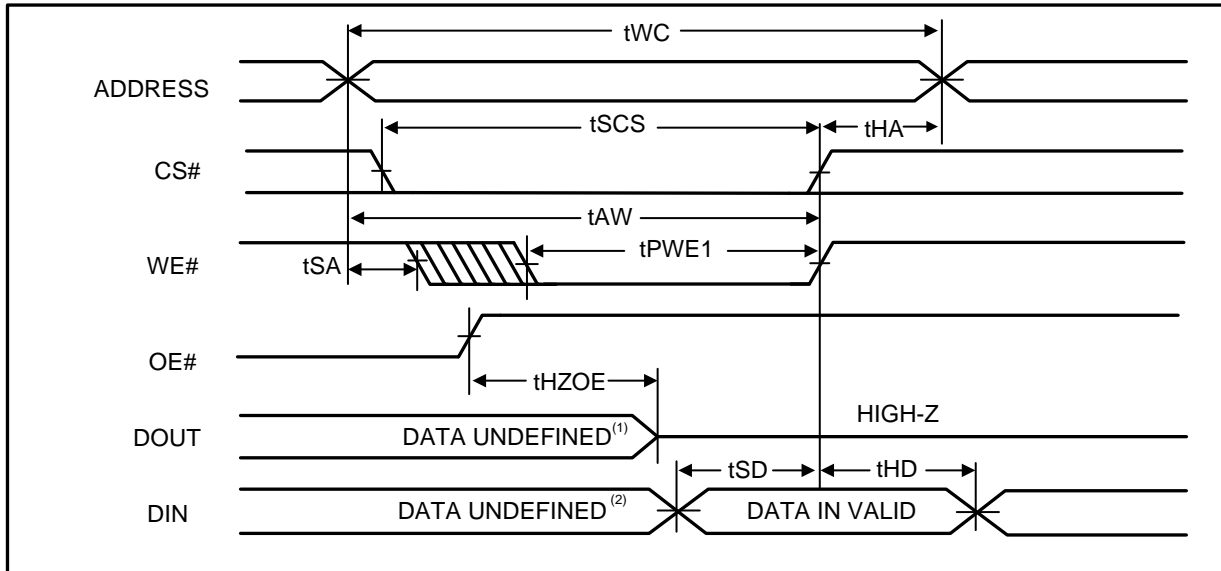 tWC
ADDRESS
tSCS
tHA
CS#
tAW
WE#
tSA
tPWE1
OE#
tHZOE
HIGH-Z
DOUT
DATA UNDEFINED(1)
tSD
tHD
DIN
DATA UNDEFINED(2)
DATA IN VALID